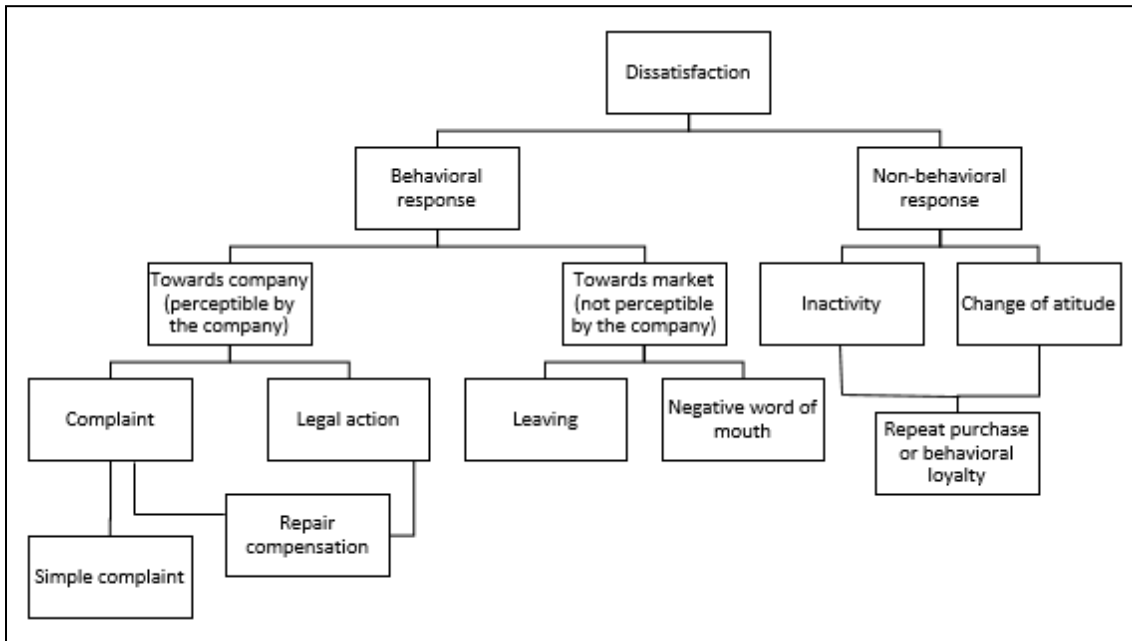 Dissatisfaction
Behavioral
response
Non-behavioral
response
Towards company
(perceptible by
the company)
Towards market
(not perceptible
by the company)
Inactivity
Change of atitude
Complaint
Legal action
Leaving
Negative word of
mouth
Repeat purchase
or behavioral
loyalty
Repair
compensation
Simple complaint